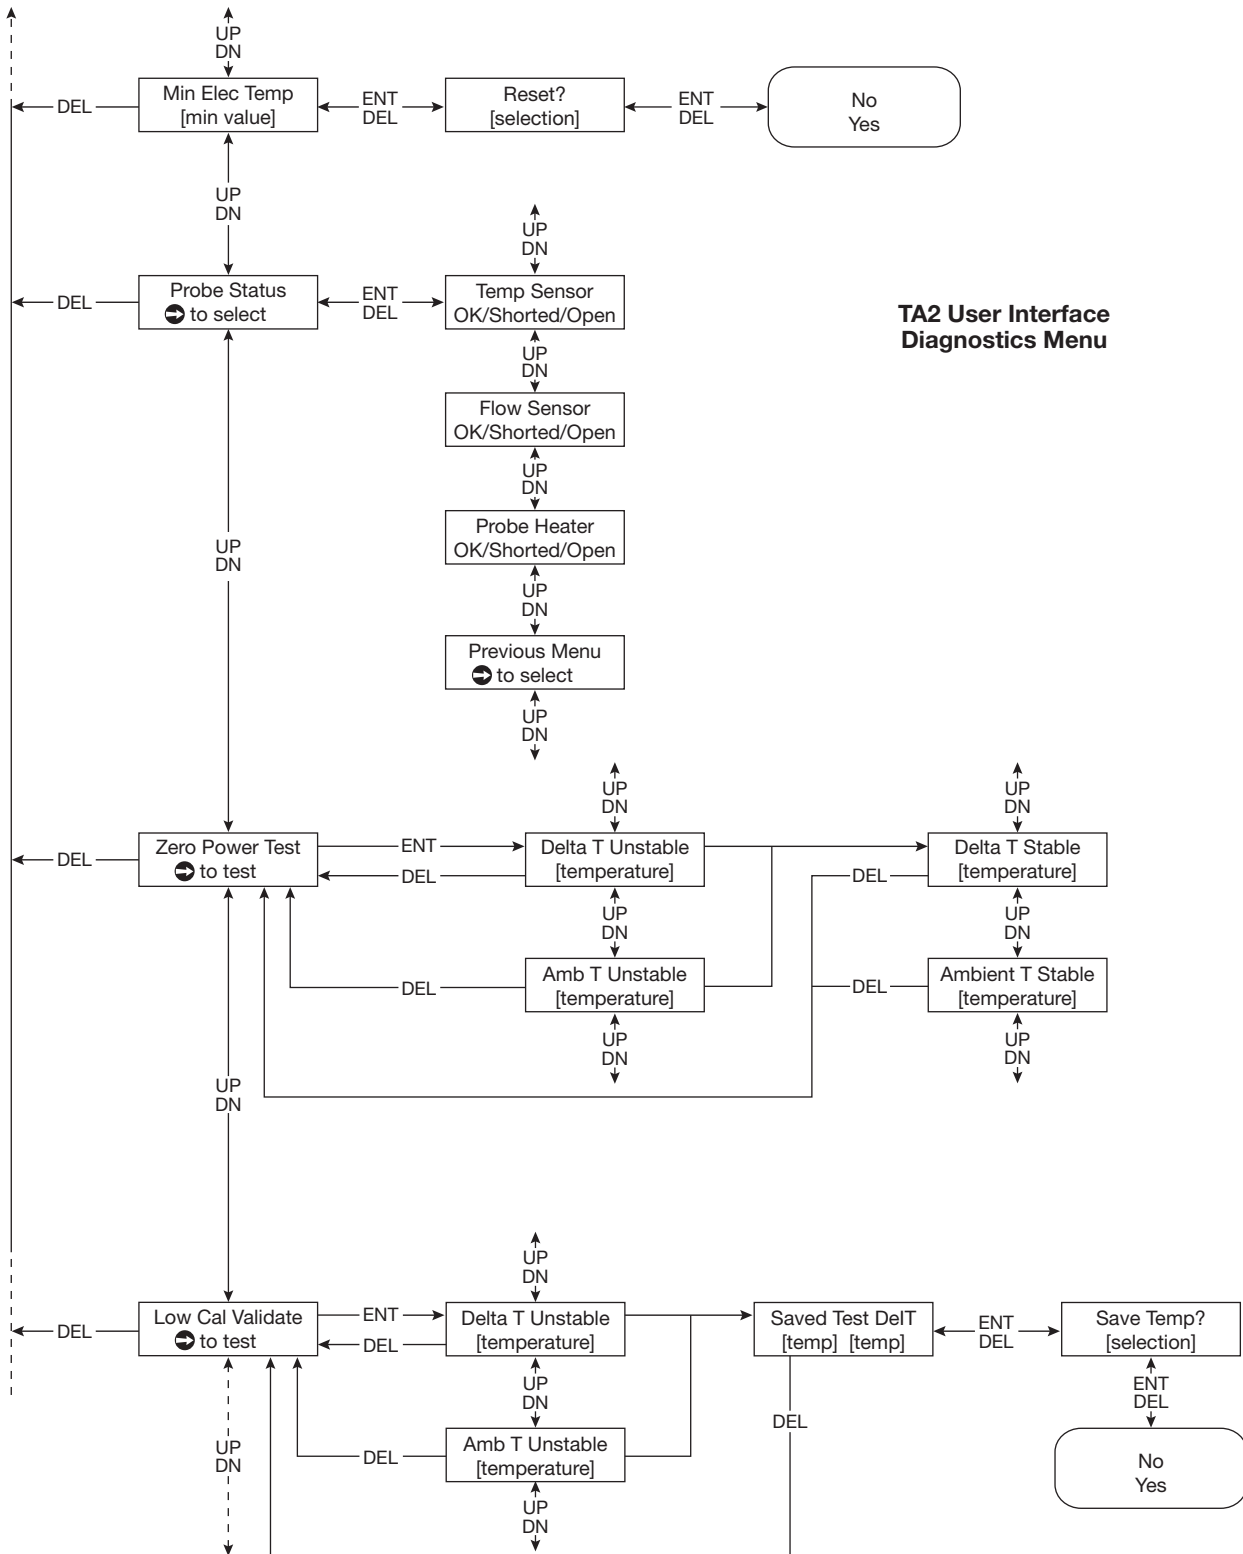 UP
DN
Min Elec Temp
[min value]
DEL
ENT
DEL
Reset?
[selection]
ENT
DEL
No
Yes
UP
DN
UP
DN
Probe Status
to select
DEL
ENT
DEL
Temp Sensor
OK/Shorted/Open
TA2 User Interface
Diagnostics Menu
UP
DN
Flow Sensor
OK/Shorted/Open
UP
DN
Probe Heater
OK/Shorted/Open
UP
DN
UP
DN
Previous Menu
to select
UP
DN
UP
DN
UP
DN
Zero Power Test
to test
DEL
ENT
DEL
Delta T Unstable
[temperature]
DEL
Delta T Stable
[temperature]
UP
DN
UP
DN
DEL
Amb T Unstable
[temperature]
DEL
Ambient T Stable
[temperature]
UP
DN
UP
DN
UP
DN
UP
DN
Low Cal Validate
to test
DEL
ENT
DEL
Delta T Unstable
[temperature]
Saved Test DelT
[temp] [temp]
ENT
DEL
Save Temp?
[selection]
UP
DN
ENT
DEL
DEL
UP
DN
DEL
Amb T Unstable
[temperature]
No
Yes
UP
DN